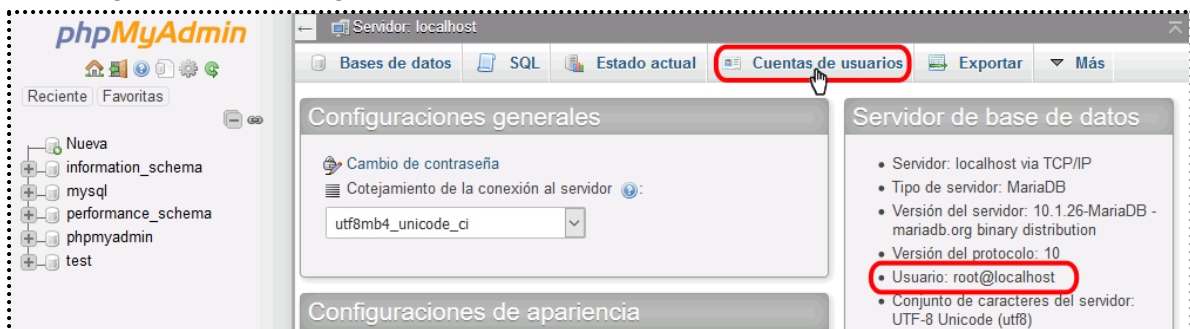 phpMyAdmin
Reciente Favoritas
Nueva
information_schema
mysql
performance_schema
phpmyadmin
test
Servidor: localhost
Bases de datos SQL Estado actual Cuentas de usuarios Exportar Más
Configuraciones generales
Cambio de contraseña
Cotejamiento de la conexión al servidor :
utf8mb4_unicode_ci
Configuraciones de apariencia
Servidor de base de datos
• Servidor: localhost via TCP/IP
• Tipo de servidor: MariaDB
• Versión del servidor: 10.1.26-MariaDB -
mariadb.org binary distribution
• Versión del protocolo: 10
• Usuario: root@localhost
• Conjunto de caracteres del servidor:
UTF-8 Unicode (utf8)